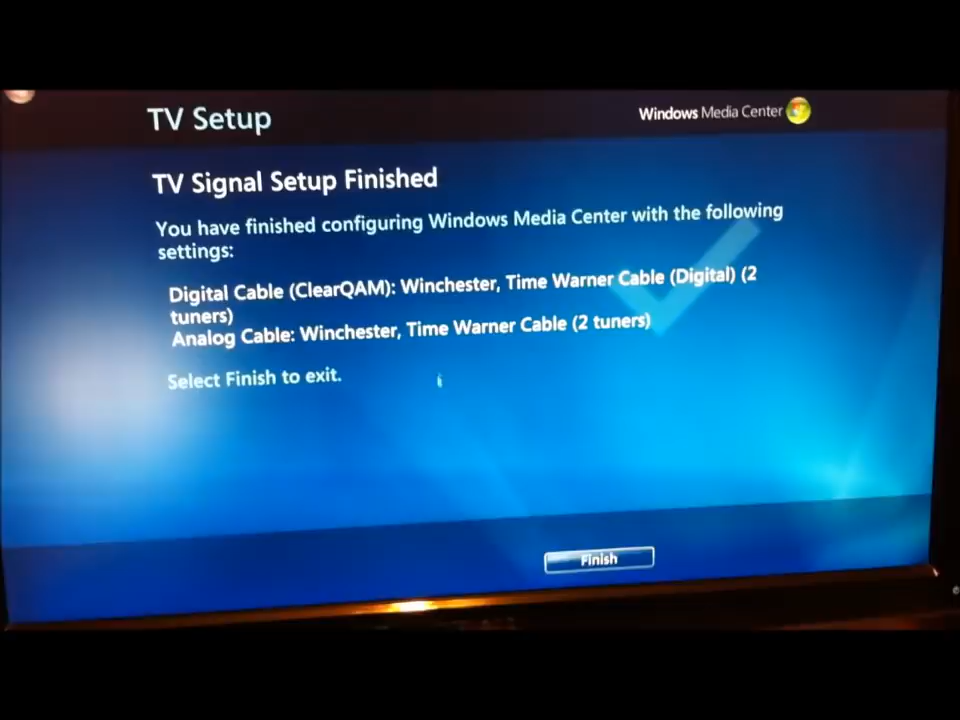 TV Setup
Windows Media Center
TV Signal Setup Finished
You have finished configuring Windows Media Center with the following
settings:
Digital Cable (ClearQAM): Winchester, Time Warner Cable (Digital) (2
tuners)
Analog Cable: Winchester, Time Warner Cable (2 tuners)
Select Finish to exit.
Finish